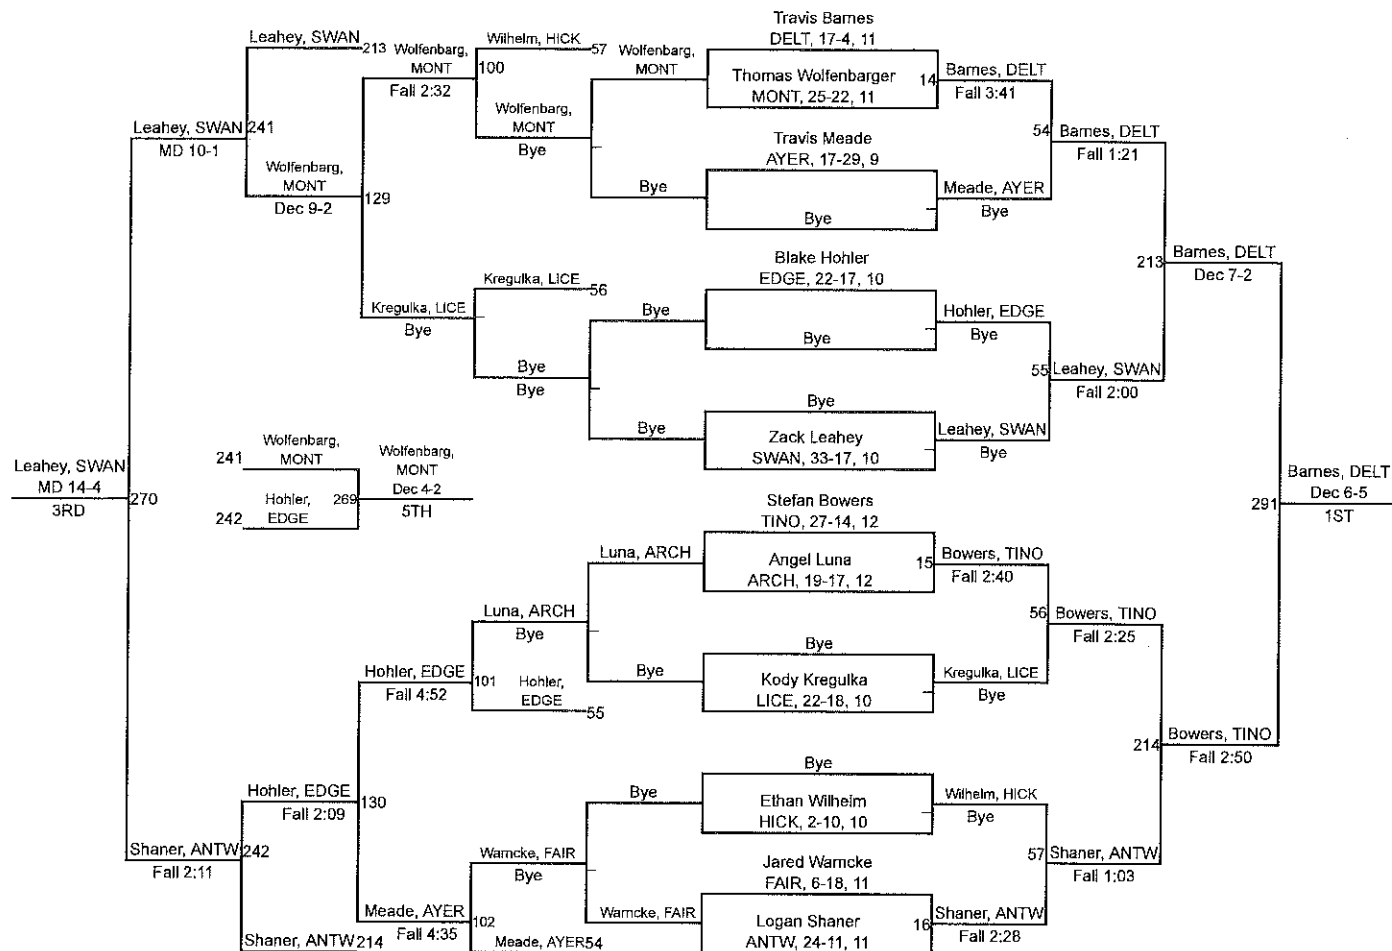 Travis Barnes
DELT, 17-4, 11
Leahey, SWAN
213
Wolfenbarg,
MONT
Fall 2:32
Wilhelm, HICK
57
100
Wolfenbarg,
MONT
Thomas Wolfenbarger
MONT, 25-22, 11
14
Barnes, DELT
Fall 3:41
Leahey, SWAN
241
MD 10-1
Wolfenbarg,
MONT
Bye
Travis Meade
AYER, 17-29, 9
54
Barnes, DELT
Fall 1:21
Wolfenbarg,
MONT
Dec 9-2
129
Bye
Bye
Meade, AYER
Bye
Blake Hohler
EDGE, 22-17, 10
213
Barnes, DELT
Dec 7-2
Kregulka, LICE
Bye
Kregulka, LICE
56
Bye
Bye
Hohler, EDGE
Bye
Bye
Bye
55
Leahey, SWAN
Fall 2:00
Bye
Bye
Zack Leahey
SWAN, 33-17, 10
Leahey, SWAN
Bye
Leahey, SWAN
MD 14-4
3RD
270
241
Wolfenbarg,
MONT
242
Hohler,
EDGE
269
Wolfenbarg,
MONT
Dec 4-2
5TH
291
Barnes, DELT
Dec 6-5
1ST
Stefan Bowers
TINO, 27-14, 12
Luna, ARCH
Angel Luna
ARCH, 19-17, 12
15
Bowers, TINO
Fall 2:40
Luna, ARCH
Bye
56
Bowers, TINO
Fall 2:25
Hohler, EDGE
Fall 4:52
101
Hohler,
EDGE
55
Bye
Bye
Kody Kregulka
LICE, 22-18, 10
Kregulka, LICE
Bye
214
Bowers, TINO
Fall 2:50
Hohler, EDGE
Fall 2:09
130
Bye
Bye
Ethan Wilhelm
HICK, 2-10, 10
Wilhelm, HICK
Bye
Shaner, ANTW
242
Fall 2:11
Warncke, FAIR
Bye
Jared Warncke
FAIR, 6-18, 11
57
Shaner, ANTW
Fall 1:03
Meade, AYER
Fall 4:35
102
Warncke, FAIR
Logan Shaner
ANTW, 24-11, 11
16
Shaner, ANTW
Fall 2:28
Shaner, ANTW
214
Meade, AYER
54